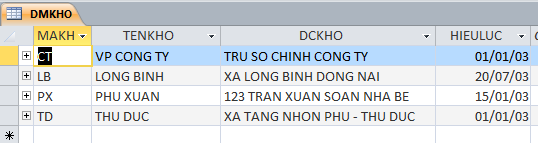 DMKHO
MAKH TENKHO DCKHO HIEULUC
CT VP CONG TY TRU SO CHINH CONG TY 01/01/03
LB LONG BINH XA LONG BINH DONG NAI 20/07/03
PX PHU XUAN 123 TRAN XUAN SOAN NHA BE 15/01/03
TD THU DUC XA TANG NHON PHU - THU DUC 01/01/03